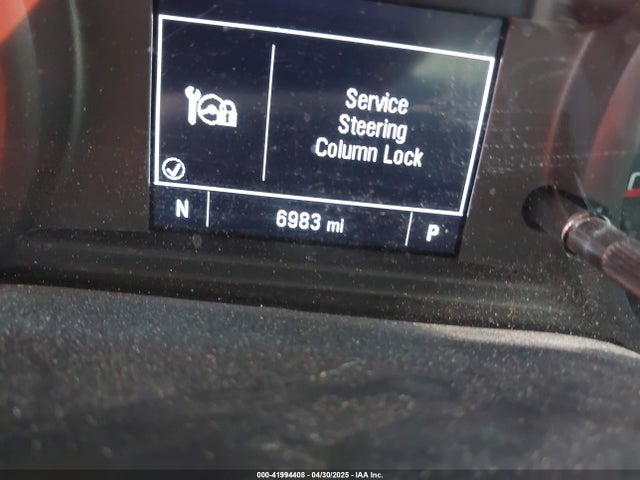 Service
Steering
Column Lock
N 6983 mi P
000-41994408 - 04/30/2025 - IAA Inc.